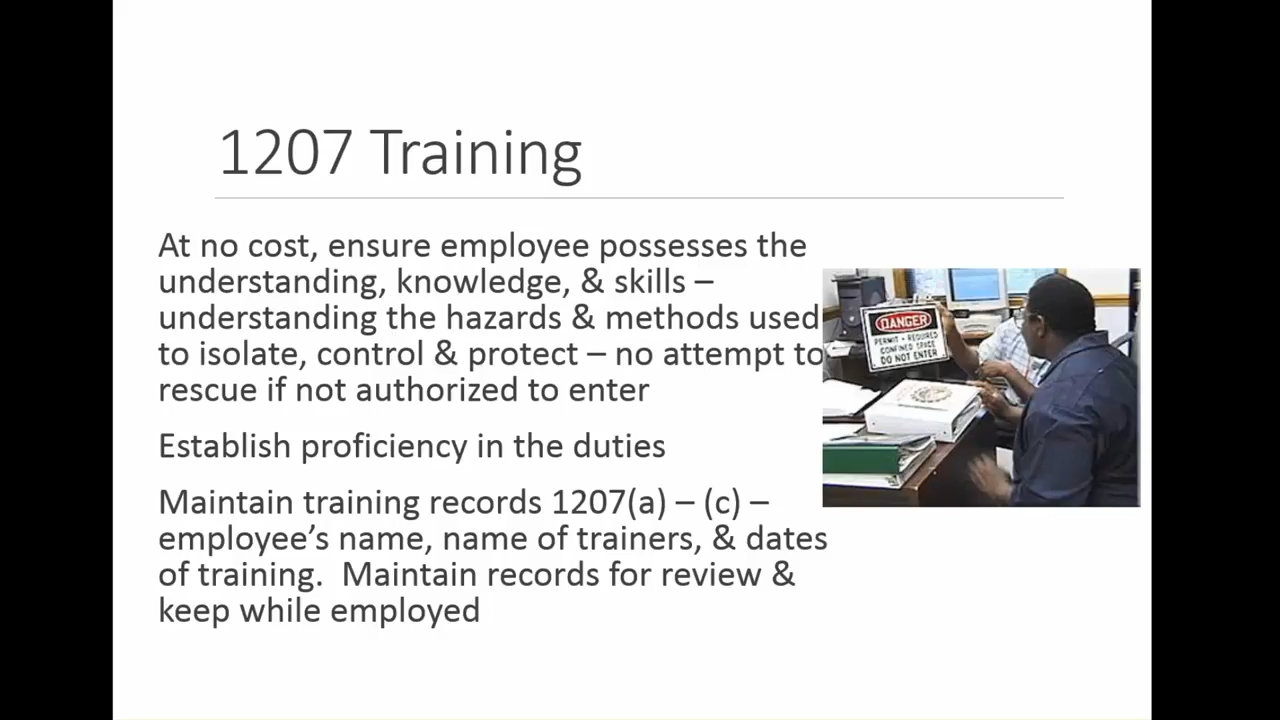 1207 Training
At no cost, ensure employee possesses the
understanding, knowledge, & skills –
understanding the hazards & methods used
to isolate, control & protect – no attempt to
rescue if not authorized to enter
Establish proficiency in the duties
Maintain training records 1207(a) – (c) –
employee’s name, name of trainers, & dates
of training.  Maintain records for review &
keep while employed
DANGER
PERMIT - REQUIRED
CONFINED SPACE
DO NOT ENTER